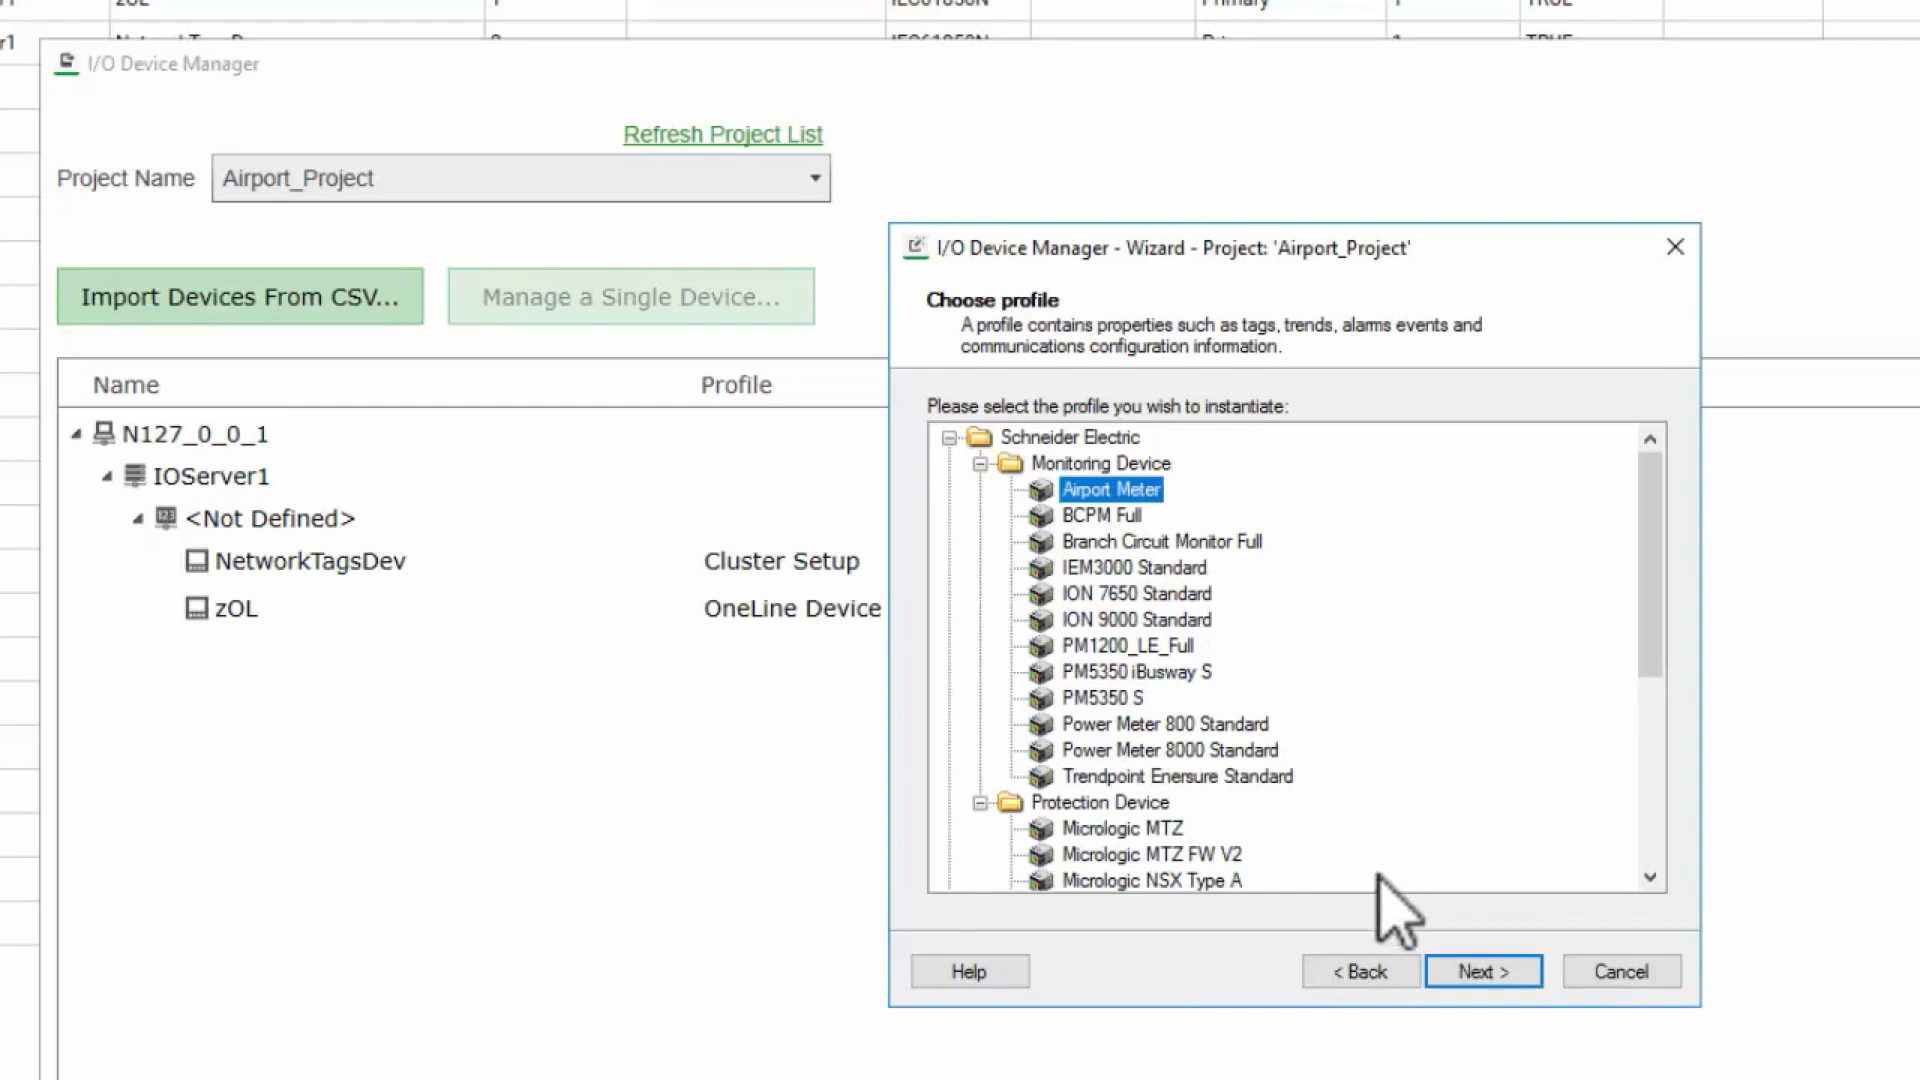 I/O Device Manager
Refresh Project List
Project Name Airport_Project
Import Devices From CSV... Manage a Single Device...
Name Profile
N127_0_0_1
IOServer1
<Not Defined>
NetworkTagsDev Cluster Setup
zOL OneLine Device
I/O Device Manager - Wizard - Project: 'Airport_Project'
Choose profile
A profile contains properties such as tags, trends, alarms events and
communications configuration information.
Please select the profile you wish to instantiate:
Schneider Electric
Monitoring Device
Airport Meter
BCPM Full
Branch Circuit Monitor Full
IEM3000 Standard
ION 7650 Standard
ION 9000 Standard
PM1200_LE_Full
PM5350 iBusway S
PM5350 S
Power Meter 800 Standard
Power Meter 8000 Standard
Trendpoint Enersure Standard
Protection Device
Micrologic MTZ
Micrologic MTZ FW V2
Micrologic NSX Type A
Help < Back Next > Cancel